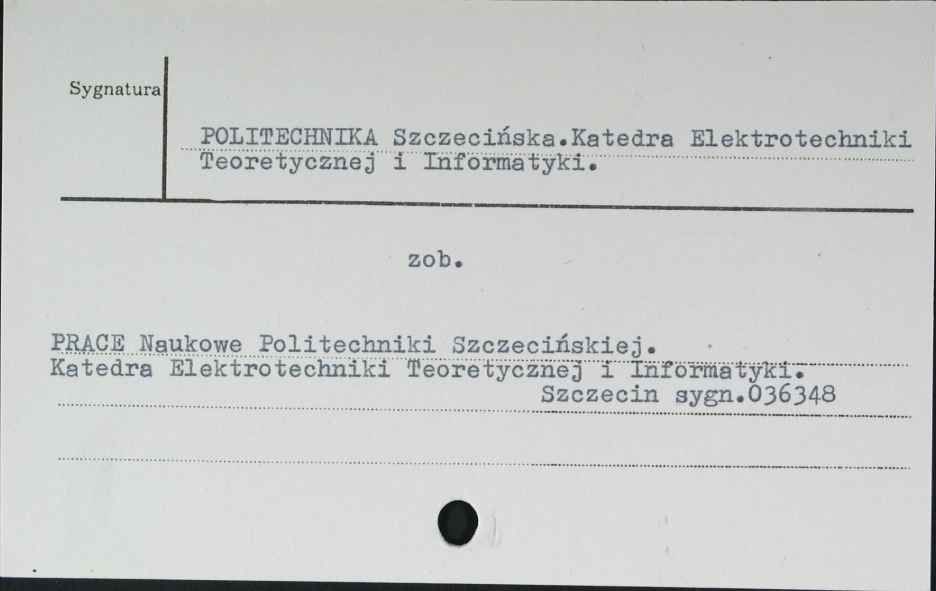 Sygnatura
POLITECHNIKA Szczecińska.Katedra Elektrotechniki
Teoretycznej i Informatyki.
zob.
PRACE Naukowe Politechniki Szczecińskiej.
Katedra Elektrotechniki Teoretycznej i Informatyki.
Szczecin sygn.036348